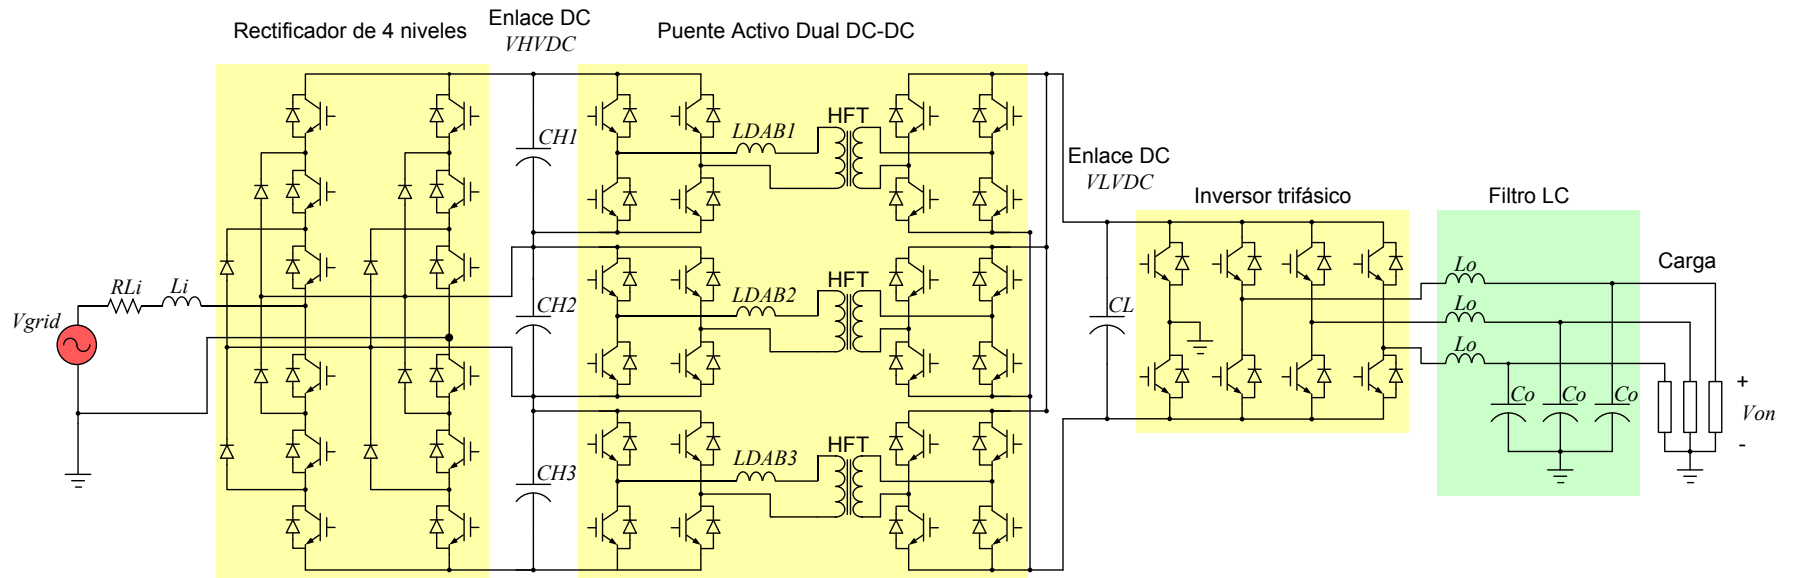 Rectificador de 4 niveles
Enlace DC
VHVDC
Puente Activo Dual DC-DC
CH1
LDAB1
HFT
Enlace DC
VLVDC
Inversor trifásico
Filtro LC
Vgrid
RLi
Li
CH2
LDAB2
HFT
CL
Lo
Lo
Lo
Carga
Co
Co
Co
+
Von
-
CH3
LDAB3
HFT